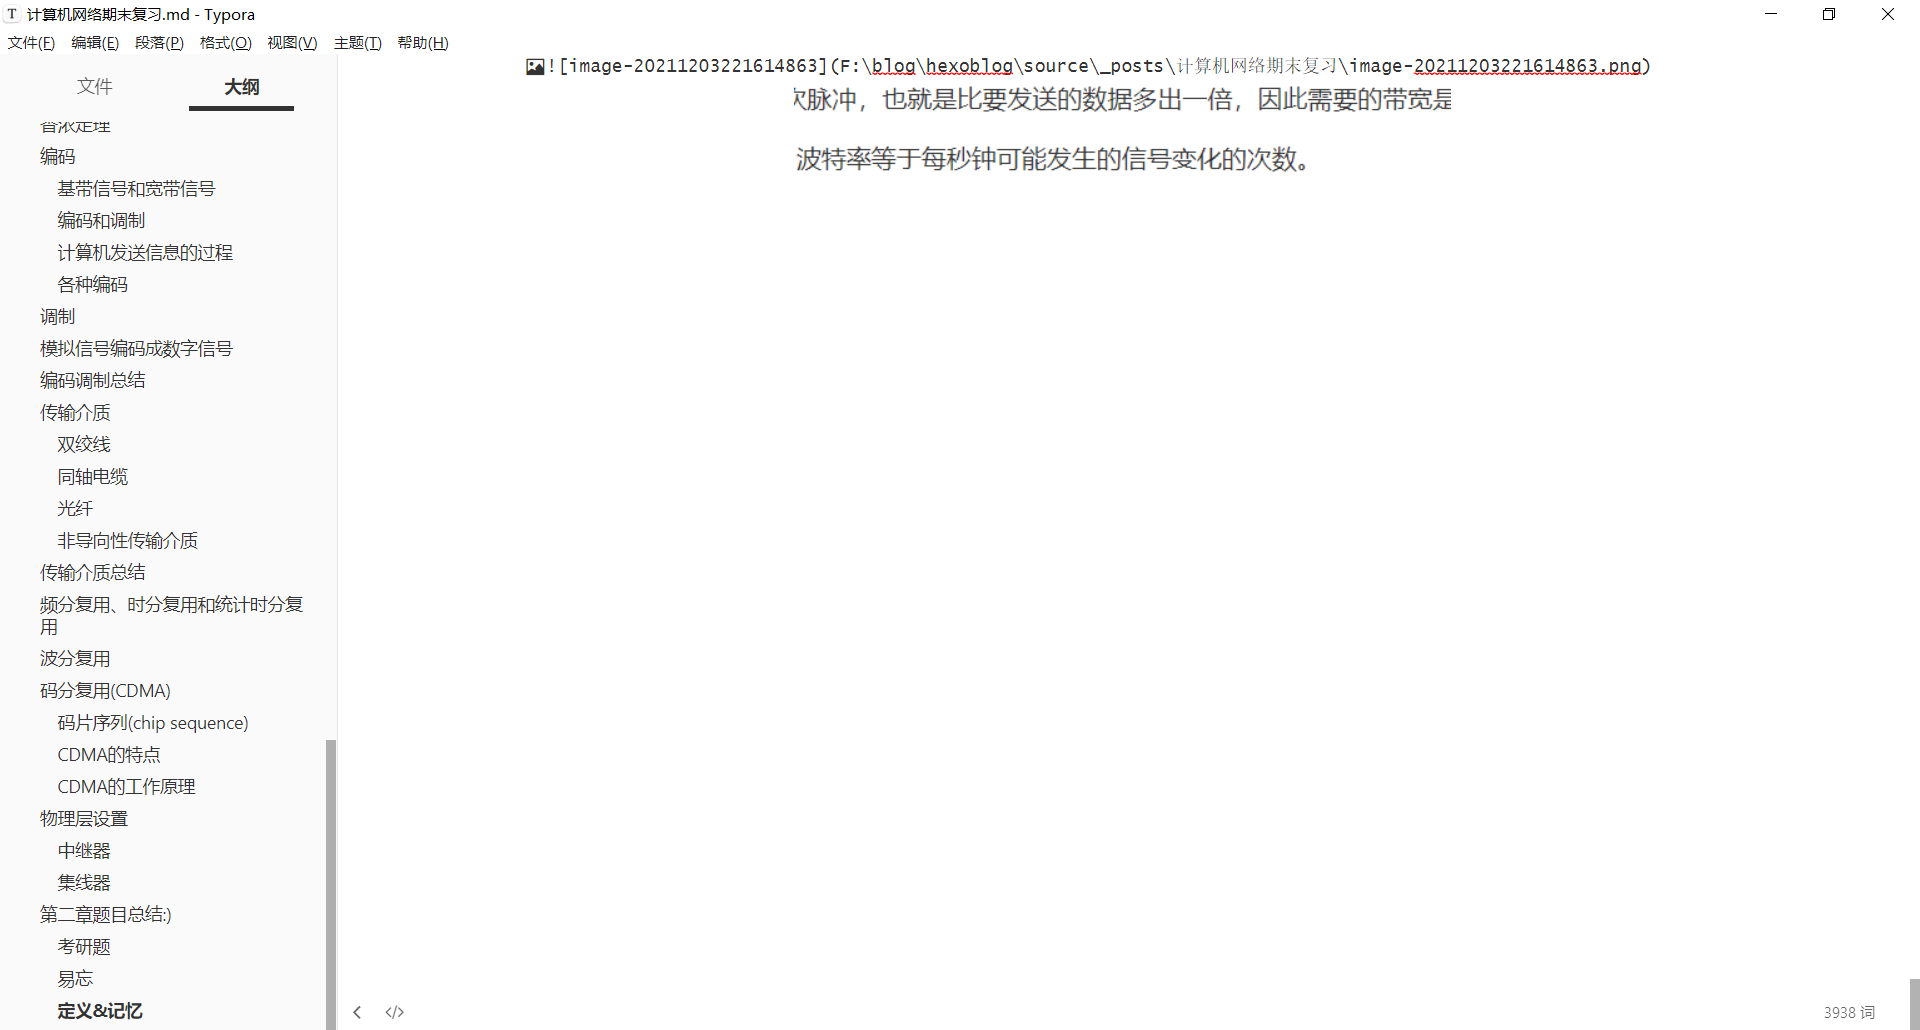 计算机网络期末复习.md - Typora
文件(F) 编辑(E) 段落(P) 格式(O) 视图(V) 主题(T) 帮助(H)
文件 大纲
香农定理
编码
基带信号和宽带信号
编码和调制
计算机发送信息的过程
各种编码
调制
模拟信号编码成数字信号
编码调制总结
传输介质
双绞线
同轴电缆
光纤
非导向性传输介质
传输介质总结
频分复用、时分复用和统计时分复
用
波分复用
码分复用(CDMA)
码片序列(chip sequence)
CDMA的特点
CDMA的工作原理
物理层设置
中继器
集线器
第二章题目总结:)
考研题
易忘
定义&记忆
![image-20211203221614863](F:\blog\hexoblog\source\_posts\计算机网络期末复习\image-20211203221614863.png)
次脉冲，也就是比要发送的数据多出一倍，因此需要的带宽是
波特率等于每秒钟可能发生的信号变化的次数。
</>
3938 词